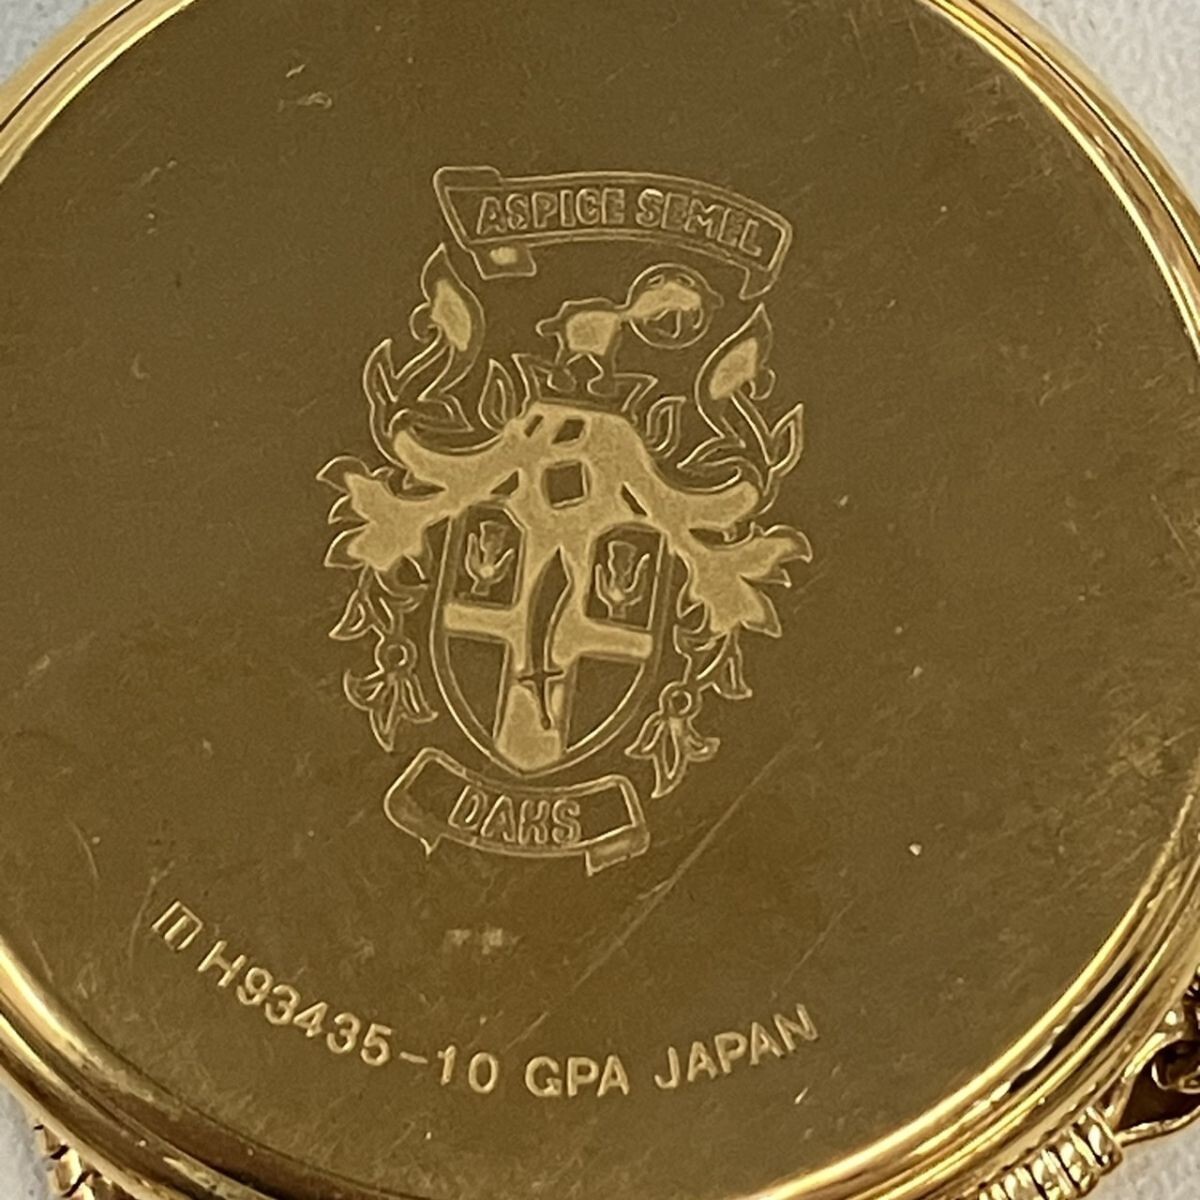 ASPICE SEMEL
DAKS
H93435-10 GPA JAPAN